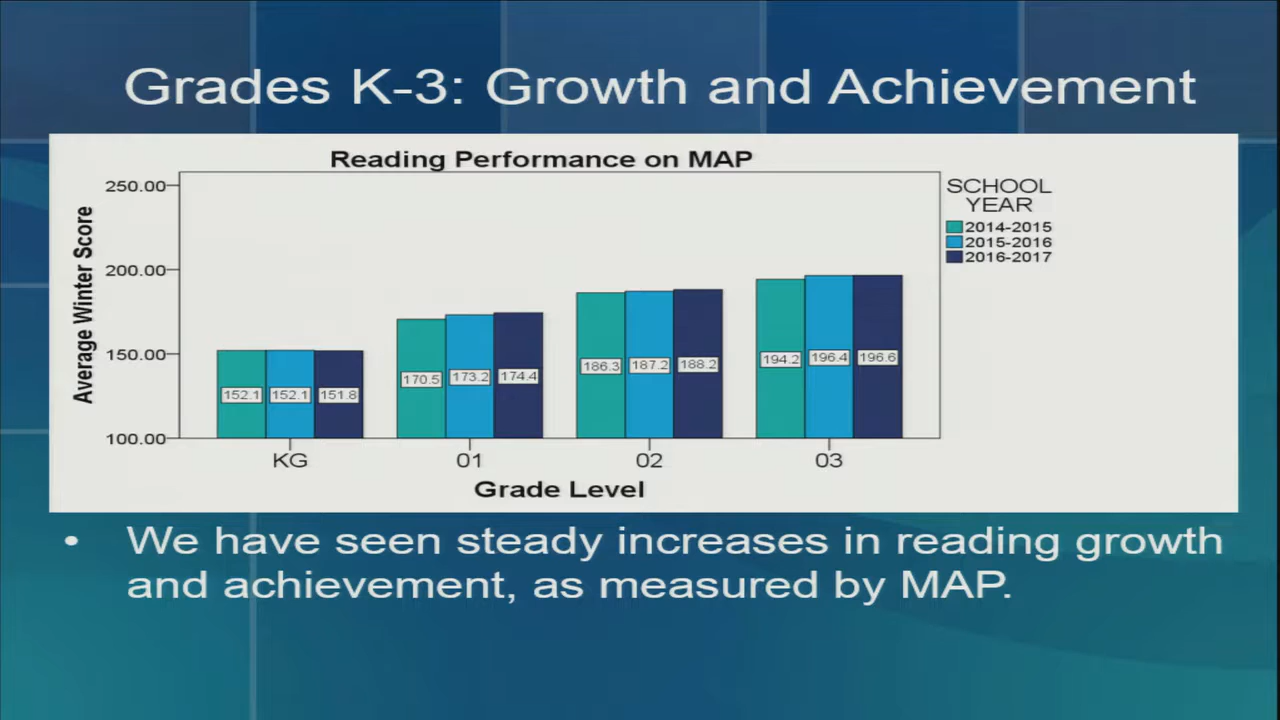 Grades K-3: Growth and Achievement
Reading Performance on MAP
Average Winter Score
250.00
200.00
150.00
100.00
152.1 152.1 151.8
170.5 173.2 174.4
186.3 187.2 188.2
194.2 196.4 196.6
KG 01 02 03
Grade Level
SCHOOL
YEAR
2014-2015
2015-2016
2016-2017
• We have seen steady increases in reading growth
and achievement, as measured by MAP.